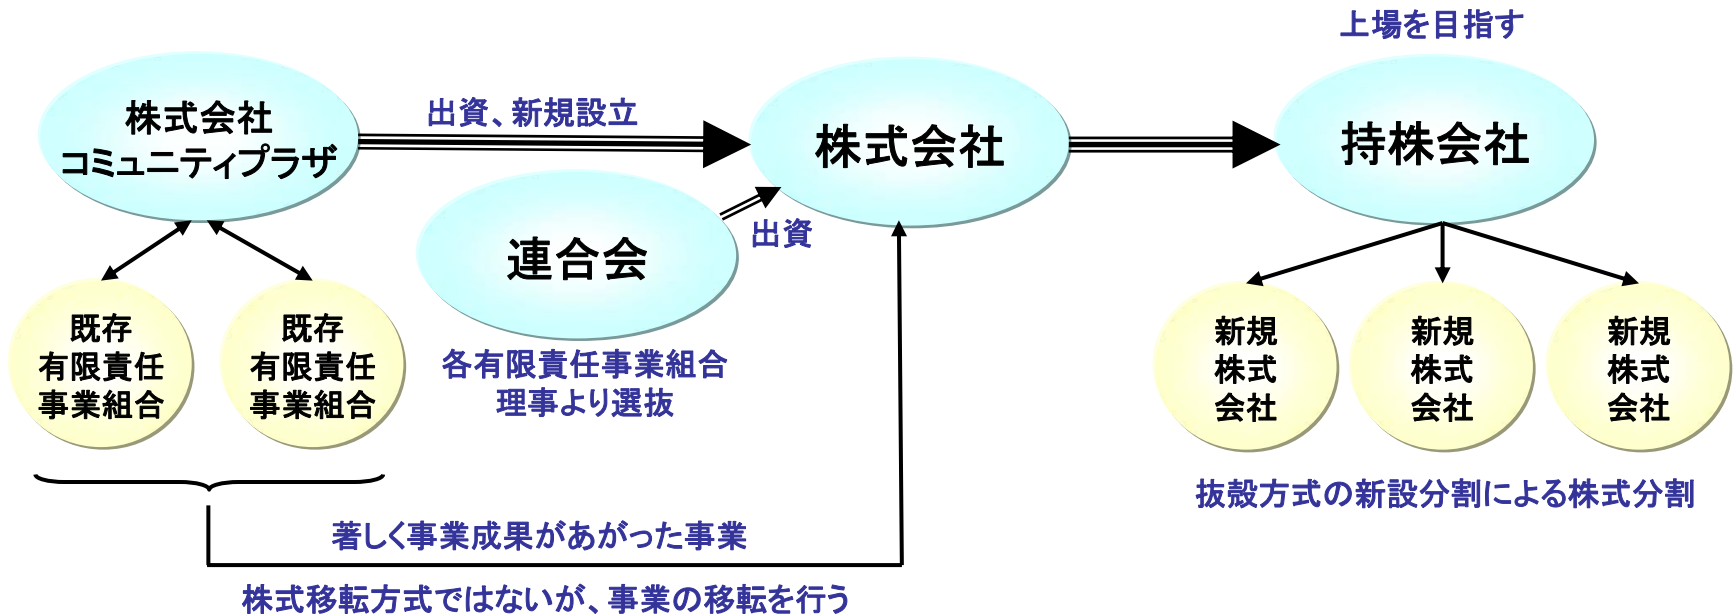 上場を目指す
株式会社
コミュニティプラザ
出資、新規設立
株式会社
持株会社
連合会
出資
既存
有限責任
事業組合
既存
有限責任
事業組合
各有限責任事業組合
理事より選抜
新規
株式
会社
新規
株式
会社
新規
株式
会社
抜殻方式の新設分割による株式分割
著しく事業成果があがった事業
株式移転方式ではないが、事業の移転を行う